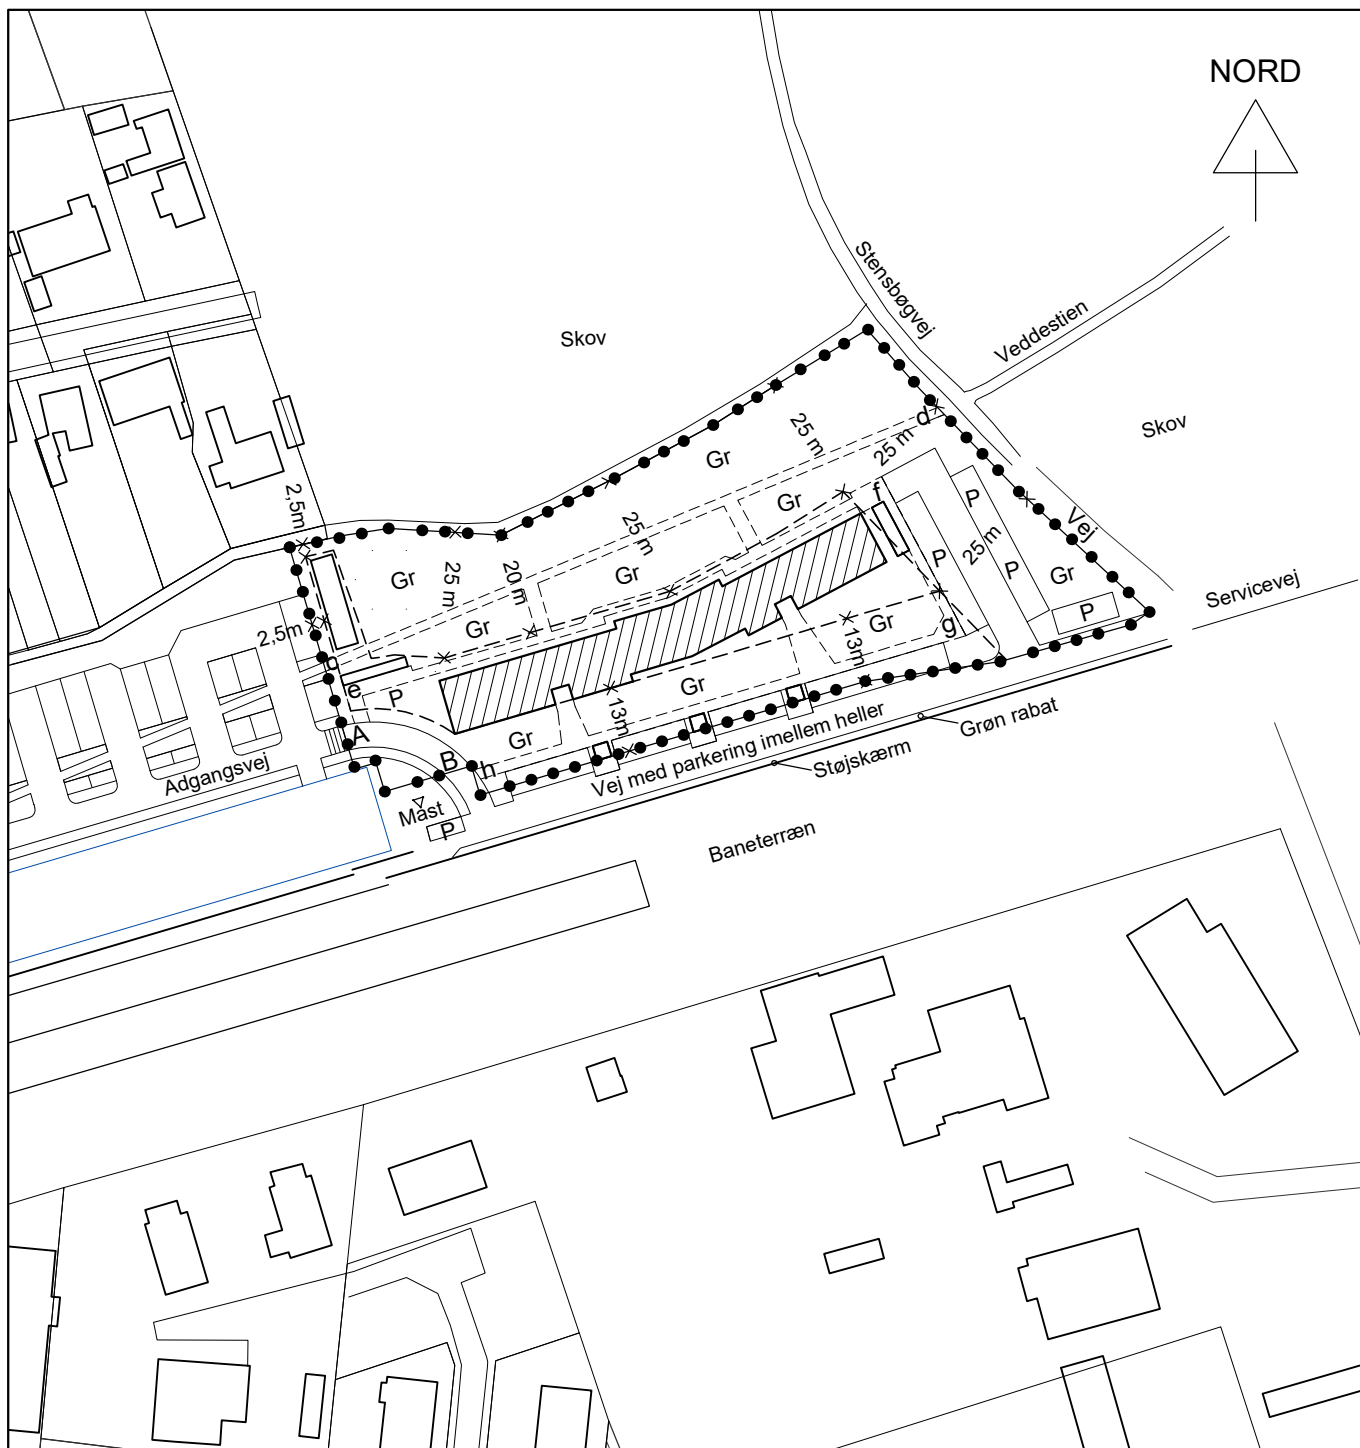 NORD
Stensbøgvej
Veddestien
Skov
Skov
25 m
d
25 m
Gr
f
P
2,5m
25 m
Gr
Vej
25 m
P
P
Gr
Gr
Gr
25 m
20 m
Servicevej
P
2,5m
Gr
Gr
g
c
13m
e
P
Gr
13m
Grøn rabat
A
Gr
B
h
Vej med parkering imellem heller
Støjskærm
Adgangsvej
Mast
P
Baneterræn